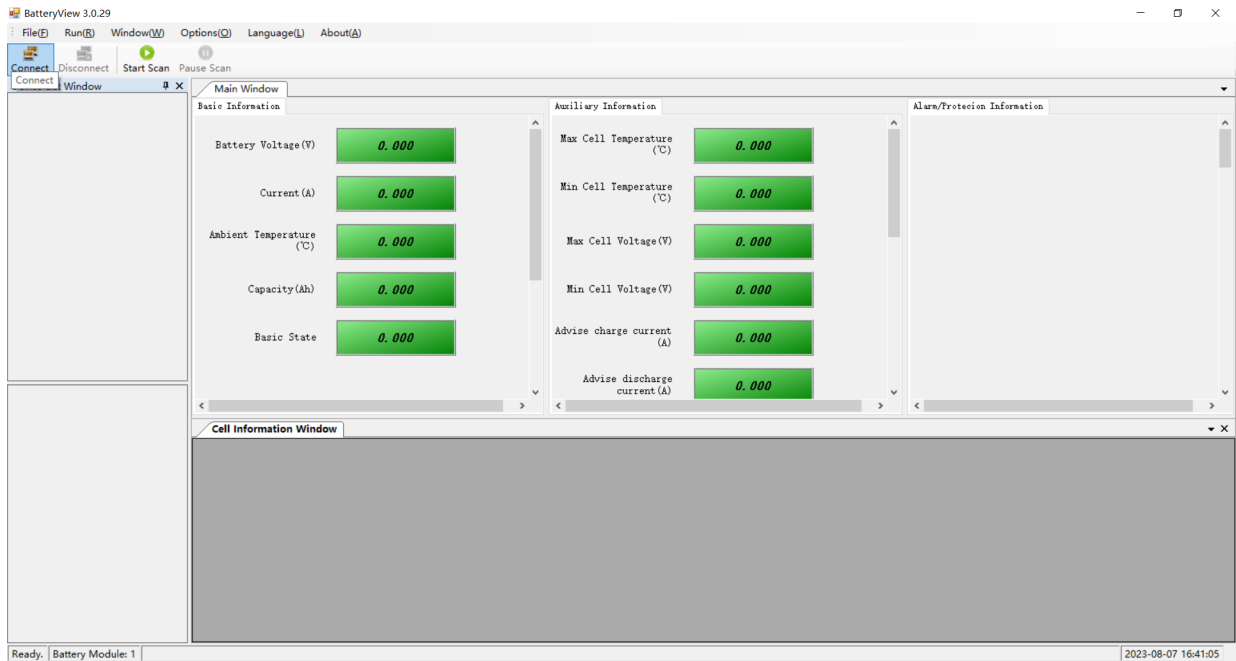 BatteryView 3.0.29
File(F) Run(R) Window(W) Options(O) Language(L) About(A)
Connect Disconnect Start Scan Pause Scan
Connect
Window
Main Window
Basic Information
Battery Voltage(V) 0.000
Current(A) 0.000
Ambient Temperature
(℃) 0.000
Capacity(Ah) 0.000
Basic State 0.000
Auxiliary Information
Max Cell Temperature
(℃) 0.000
Min Cell Temperature
(℃) 0.000
Max Cell Voltage(V) 0.000
Min Cell Voltage(V) 0.000
Advise charge current
(A) 0.000
Advise discharge
current(A) 0.000
Alarm/Protecion Information
Cell Information Window
Ready. Battery Module: 1
2023-08-07 16:41:05